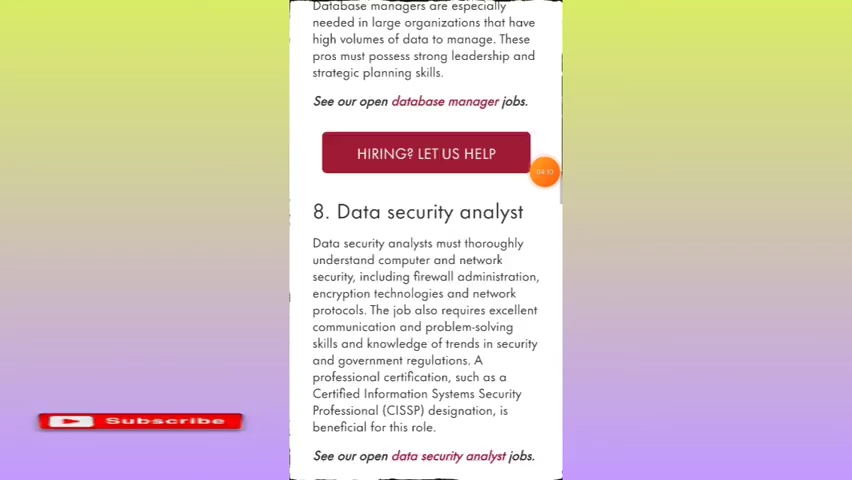 Database managers are especially
needed in large organizations that have
high volumes of data to manage. These
pros must possess strong leadership and
strategic planning skills.
See our open database manager jobs.
HIRING? LET US HELP
04:10
8. Data security analyst
Data security analysts must thoroughly
understand computer and network
security, including firewall administration,
encryption technologies and network
protocols. The job also requires excellent
communication and problem-solving
skills and knowledge of trends in security
and government regulations. A
professional certification, such as a
Certified Information Systems Security
Professional (CISSP) designation, is
beneficial for this role.
Subscribe
See our open data security analyst jobs.